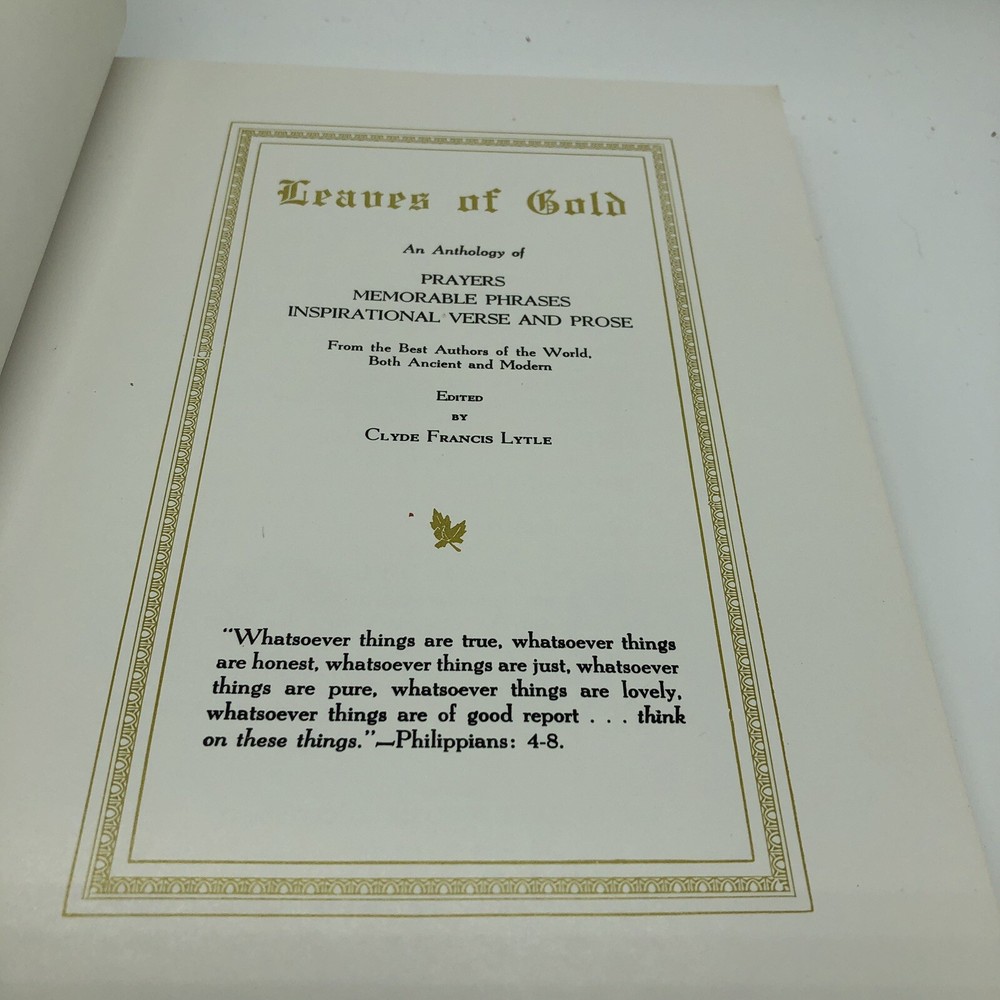 Leaves of Gold
An Anthology of
PRAYERS
MEMORABLE PHRASES
INSPIRATIONAL VERSE AND PROSE
From the Best Authors of the World,
Both Ancient and Modern
EDITED
BY
CLYDE FRANCIS LYTLE
"Whatsoever things are true, whatsoever things
are honest, whatsoever things are just, whatsoever
things are pure, whatsoever things are lovely,
whatsoever things are of good report . . . think
on these things."—Philippians: 4-8.